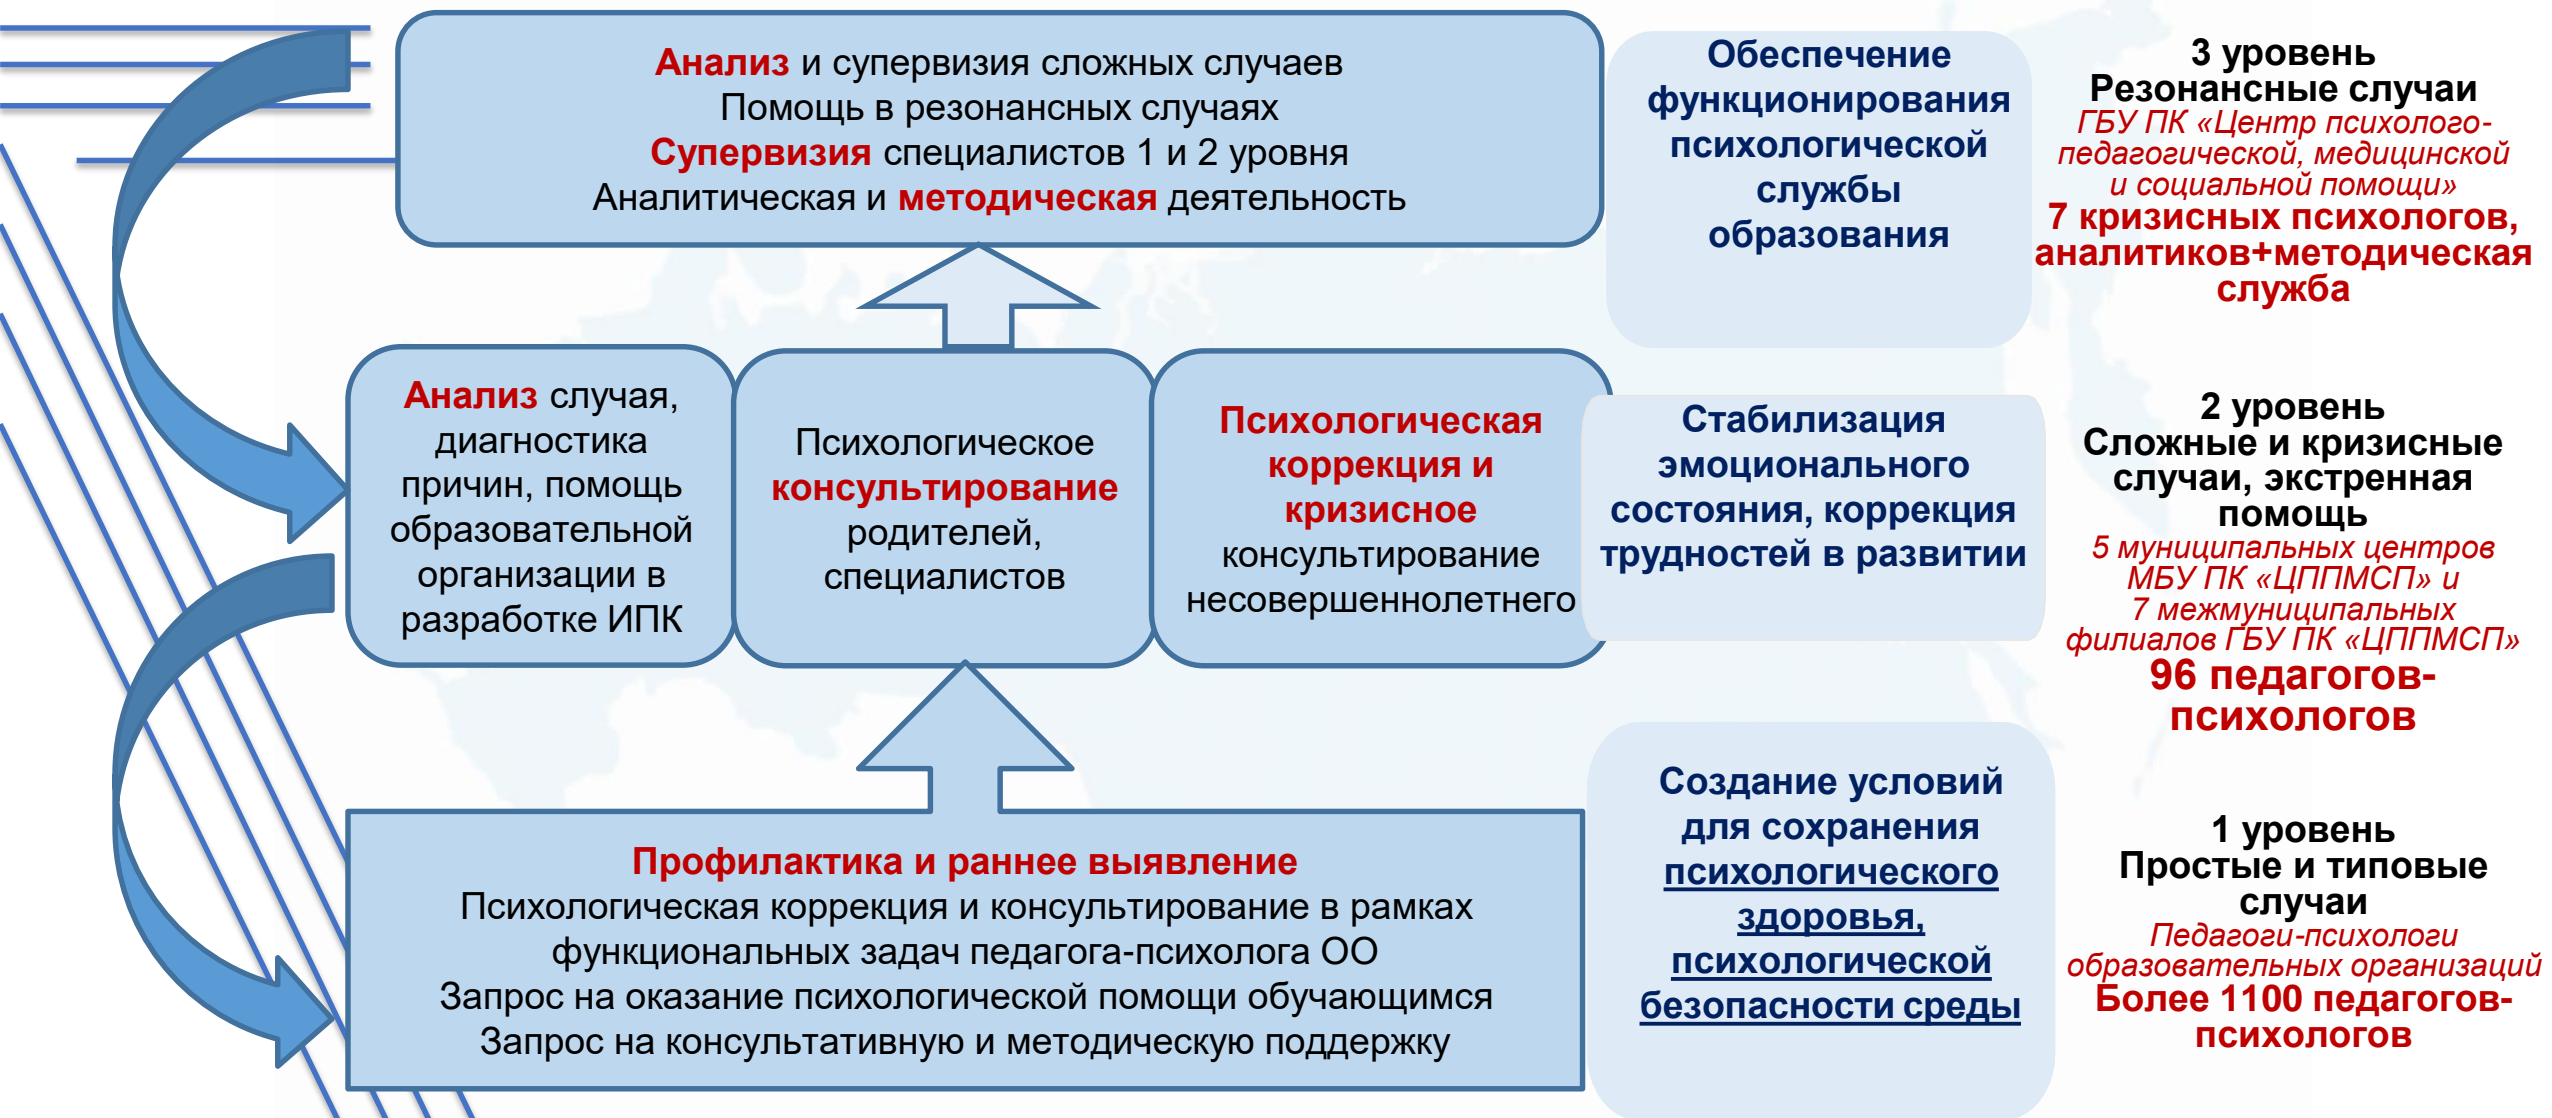 Анализ и супервизия сложных случаев
Помощь в резонансных случаях
Супервизия специалистов 1 и 2 уровня
Аналитическая и методическая деятельность
Обеспечение
функционирования
психологической
службы
образования
3 уровень
Резонансные случаи
ГБУ ПК «Центр психолого-
педагогической, медицинской
и социальной помощи»
7 кризисных психологов,
аналитиков+методическая
служба
Анализ случая,
диагностика
причин, помощь
образовательной
организации в
разработке ИПК
Психологическое
консультирование
родителей,
специалистов
Психологическая
коррекция и
кризисное
консультирование
несовершеннолетнего
Стабилизация
эмоционального
состояния, коррекция
трудностей в развитии
2 уровень
Сложные и кризисные
случаи, экстренная
помощь
5 муниципальных центров
МБУ ПК «ЦППМСП» и
7 межмуниципальных
филиалов ГБУ ПК «ЦППМСП»
96 педагогов-
психологов
Профилактика и раннее выявление
Психологическая коррекция и консультирование в рамках
функциональных задач педагога-психолога ОО
Запрос на оказание психологической помощи обучающимся
Запрос на консультативную и методическую поддержку
Создание условий
для сохранения
психологического
здоровья,
психологической
безопасности среды
1 уровень
Простые и типовые
случаи
Педагоги-психологи
образовательных организаций
Более 1100 педагогов-
психологов